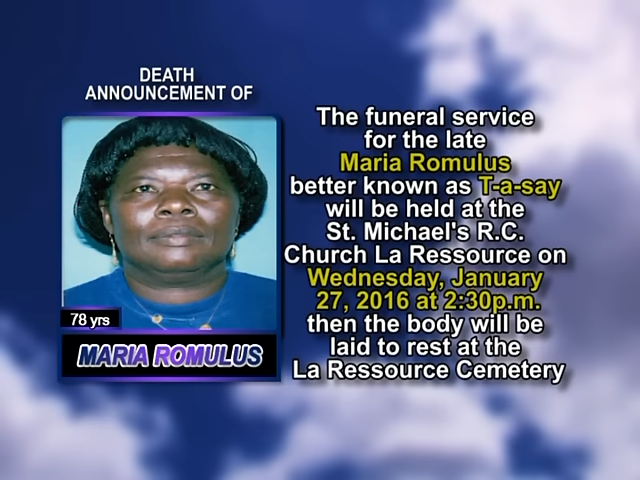 DEATH
ANNOUNCEMENT OF
78 yrs
MARIA ROMULUS
The funeral service
for the late
Maria Romulus
better known as T-a-say
will be held at the
St. Michael's R.C.
Church La Ressource on
Wednesday, January
27, 2016 at 2:30p.m.
then the body will be
laid to rest at the
La Ressource Cemetery